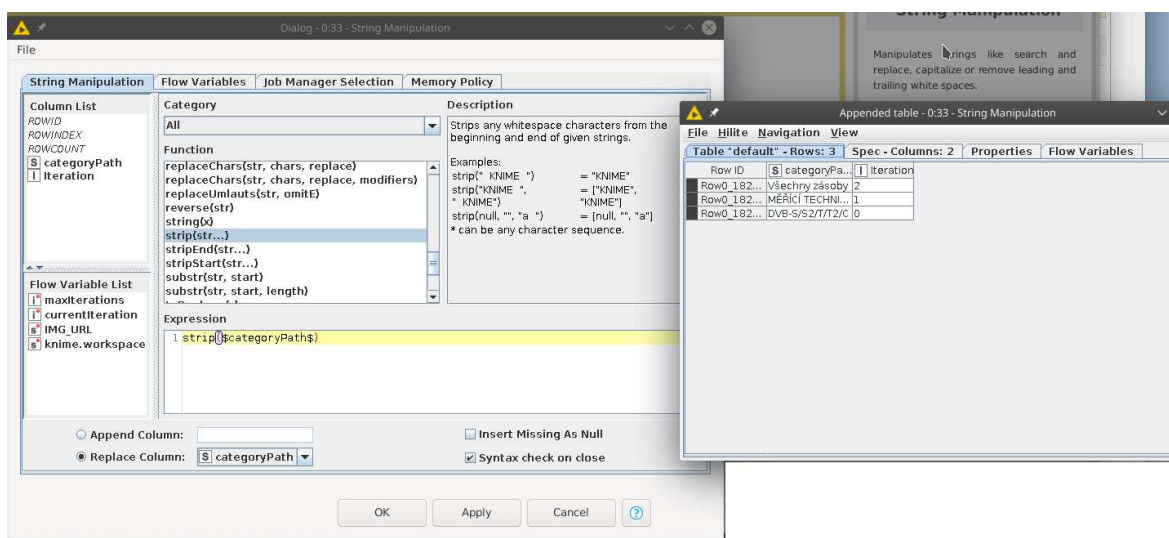 Dialog - 0:33 - String Manipulation
File
String Manipulation Flow Variables Job Manager Selection Memory Policy
Column List
ROWID
ROWINDEX
ROWCOUNT
S categoryPath
I Iteration
Flow Variable List
i maxIterations
i currentIteration
s IMG_URL
s knime.workspace
Category
All
Function
replaceChars(str, chars, replace)
replaceChars(str, chars, replace, modifiers)
replaceUmlauts(str, omitE)
reverse(str)
string(x)
strip(str...)
stripEnd(str...)
stripStart(str...)
substr(str, start)
substr(str, start, length)
Description
Strips any whitespace characters from the
beginning and end of given strings.
Examples:
strip(" KNIME ") = "KNIME"
strip("KNIME ", = ["KNIME",
" KNIME") "KNIME"]
strip(null, "", "a ") = [null, "", "a"]
* can be any character sequence.
Expression
1 strip($categoryPath$)
Append Column:
Insert Missing As Null
Replace Column: S categoryPath
Syntax check on close
OK Apply Cancel ?
String Manipulation
Manipulates strings like search and
replace, capitalize or remove leading and
trailing white spaces.
Appended table - 0:33 - String Manipulation
File Hilite Navigation View
Table "default" - Rows: 3 Spec - Columns: 2 Properties Flow Variables
Row ID S categoryPa... I Iteration
Row0_182... Všechny zásoby 2
Row0_182... MĚŘÍCÍ TECHNI... 1
Row0_182... DVB-S/S2/T/T2/C 0